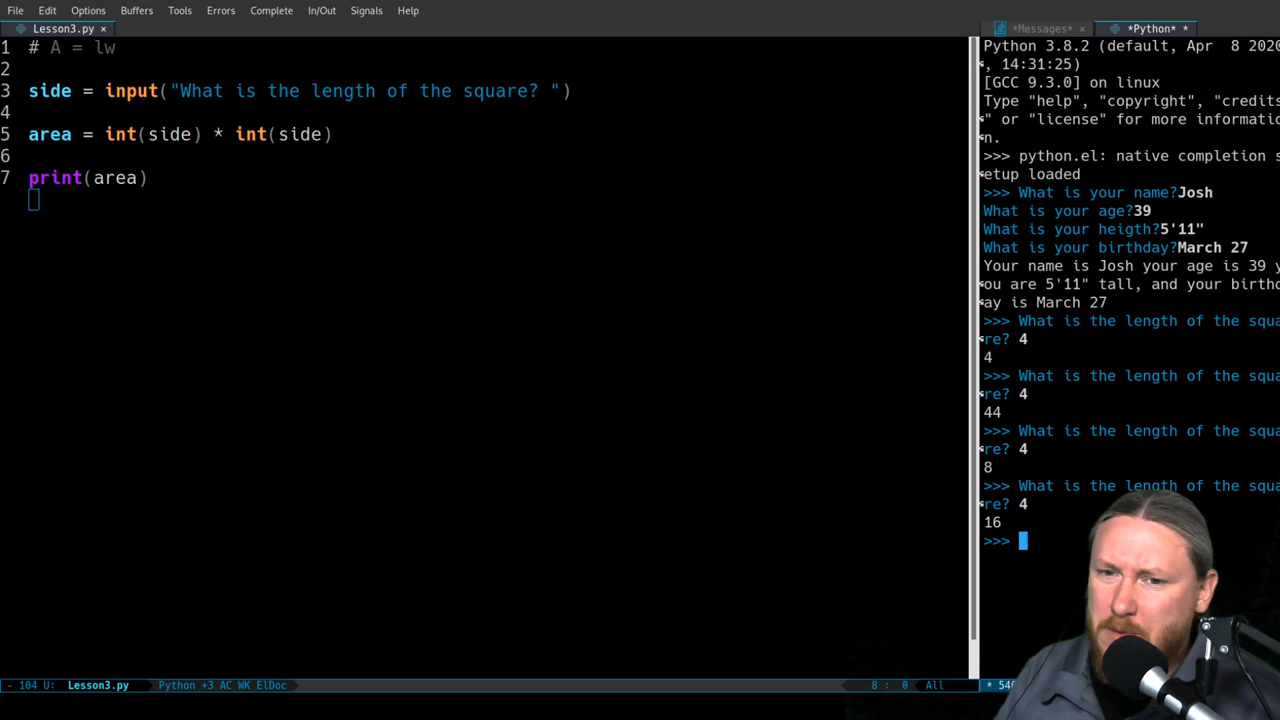 File Edit Options Buffers Tools Errors Complete In/Out Signals Help
Lesson3.py ×
*Messages* × *Python* *
1 # A = lw
2
3 side = input("What is the length of the square? ")
4
5 area = int(side) * int(side)
6
7 print(area)
- 104 U: Lesson3.py Python +3 AC WK ElDoc 8 : 0 All
Python 3.8.2 (default, Apr 8 2020
, 14:31:25)
[GCC 9.3.0] on linux
Type "help", "copyright", "credits
" or "license" for more informatio
n.
>>> python.el: native completion s
etup loaded
>>> What is your name?Josh
What is your age?39
What is your heigth?5'11"
What is your birthday?March 27
Your name is Josh your age is 39 y
ou are 5'11" tall, and your birthd
ay is March 27
>>> What is the length of the squa
re? 4
4
>>> What is the length of the squa
re? 4
44
>>> What is the length of the squa
re? 4
8
>>> What is the length of the squa
re? 4
16
>>>